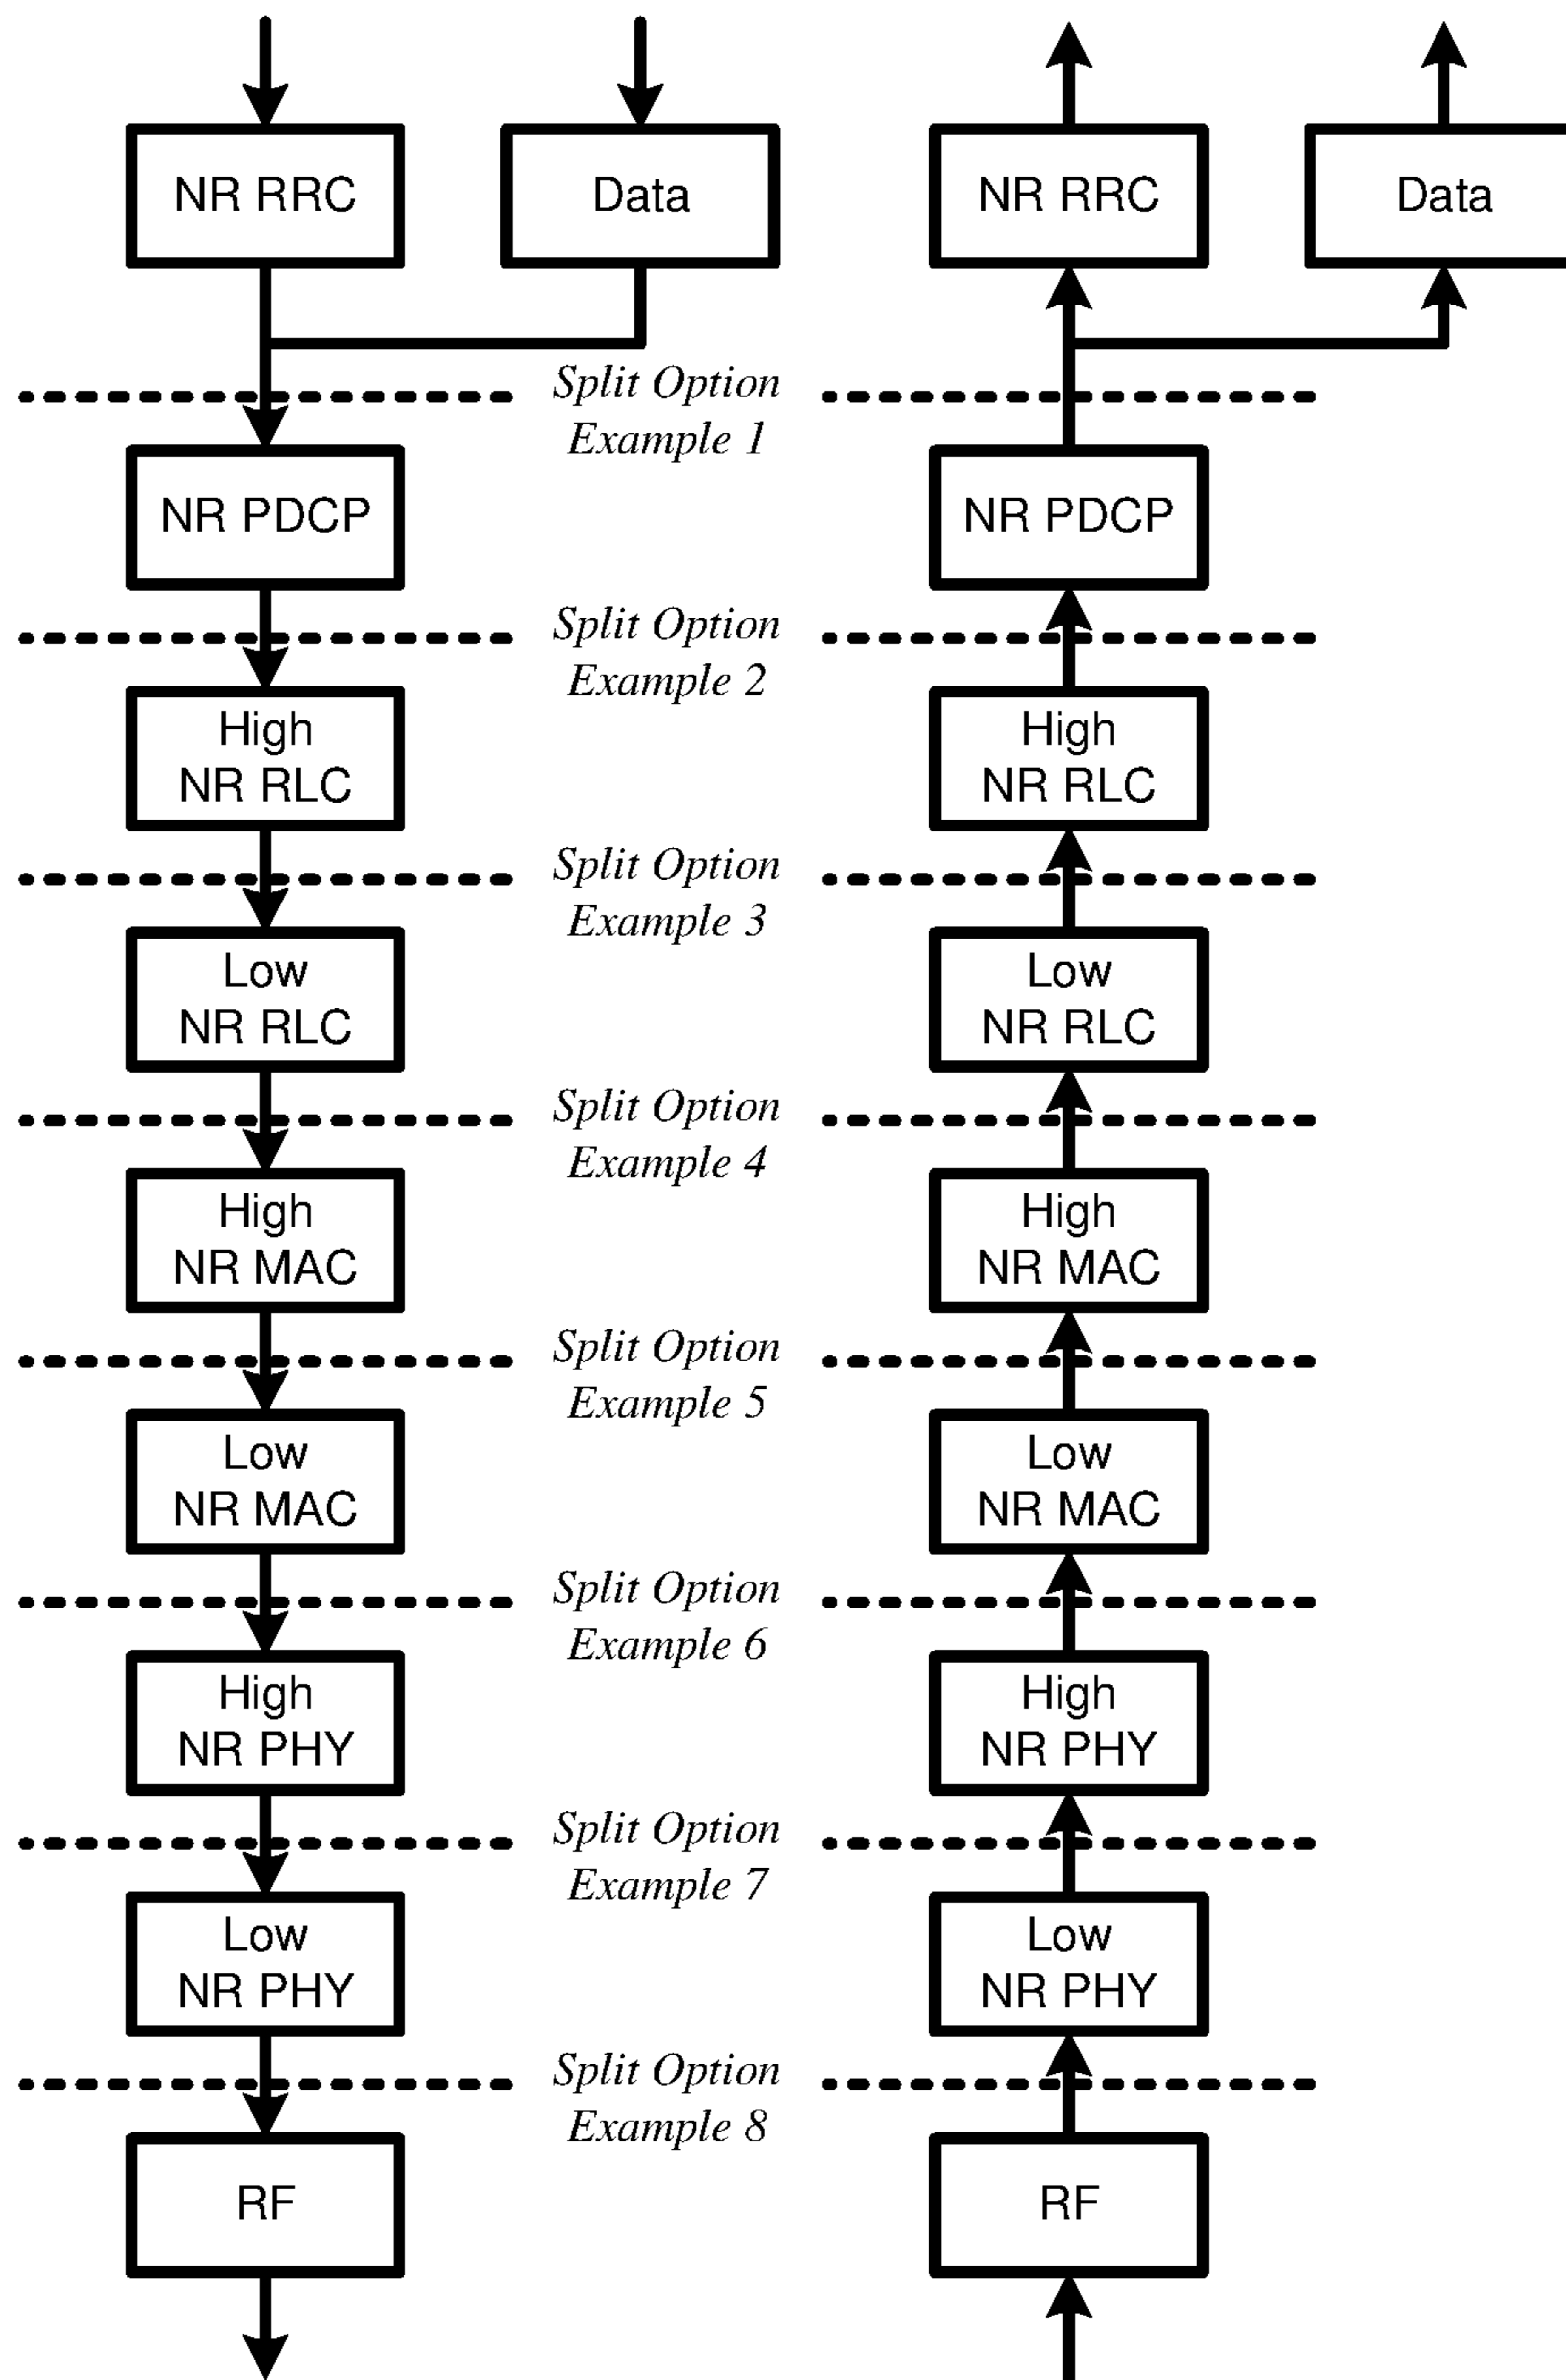 NR RRC
Data
NR RRC
Data
Split Option
Example 1
NR PDCP
NR PDCP
Split Option
Example 2
High
NR RLC
High
NR RLC
Split Option
Example 3
Low
NR RLC
Low
NR RLC
Split Option
Example 4
High
NR MAC
High
NR MAC
Split Option
Example 5
Low
NR MAC
Low
NR MAC
Split Option
Example 6
High
NR PHY
High
NR PHY
Split Option
Example 7
Low
NR PHY
Low
NR PHY
Split Option
Example 8
RF
RF